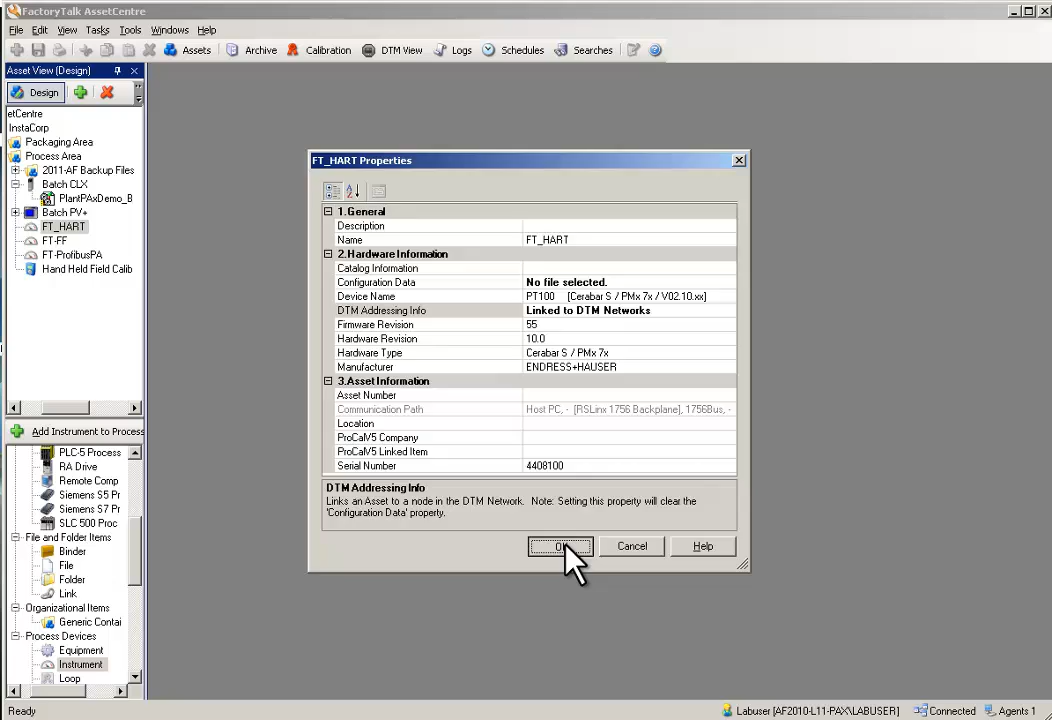 FactoryTalk AssetCentre
File Edit View Tasks Tools Windows Help
Assets Archive Calibration DTM View Logs Schedules Searches
Asset View (Design)
Design
etCentre
InstaCorp
Packaging Area
Process Area
2011-AF Backup Files
Batch CLX
PlantPAxDemo_B
Batch PV+
FT_HART
FT-FF
FT-ProfibusPA
Hand Held Field Calib
Add Instrument to Process
PLC-5 Process
RA Drive
Remote Comp
Siemens S5 Pr
Siemens S7 Pr
SLC 500 Proc
File and Folder Items
Binder
File
Folder
Link
Organizational Items
Generic Contai
Process Devices
Equipment
Instrument
Loop
FT_HART Properties
1.General
Description
Name FT_HART
2.Hardware Information
Catalog Information
Configuration Data No file selected.
Device Name PT100 [Cerabar S / PMx 7x / V02.10.xx]
DTM Addressing Info Linked to DTM Networks
Firmware Revision 55
Hardware Revision 10.0
Hardware Type Cerabar S / PMx 7x
Manufacturer ENDRESS+HAUSER
3.Asset Information
Asset Number
Communication Path Host PC, - [RSLinx 1756 Backplane], 1756Bus, -
Location
ProCalV5 Company
ProCalV5 Linked Item
Serial Number 4408100
DTM Addressing Info
Links an Asset to a node in the DTM Network. Note: Setting this property will clear the
'Configuration Data' property.
Cancel Help
Ready Labuser [AF2010-L11-PAX\LABUSER] Connected Agents 1